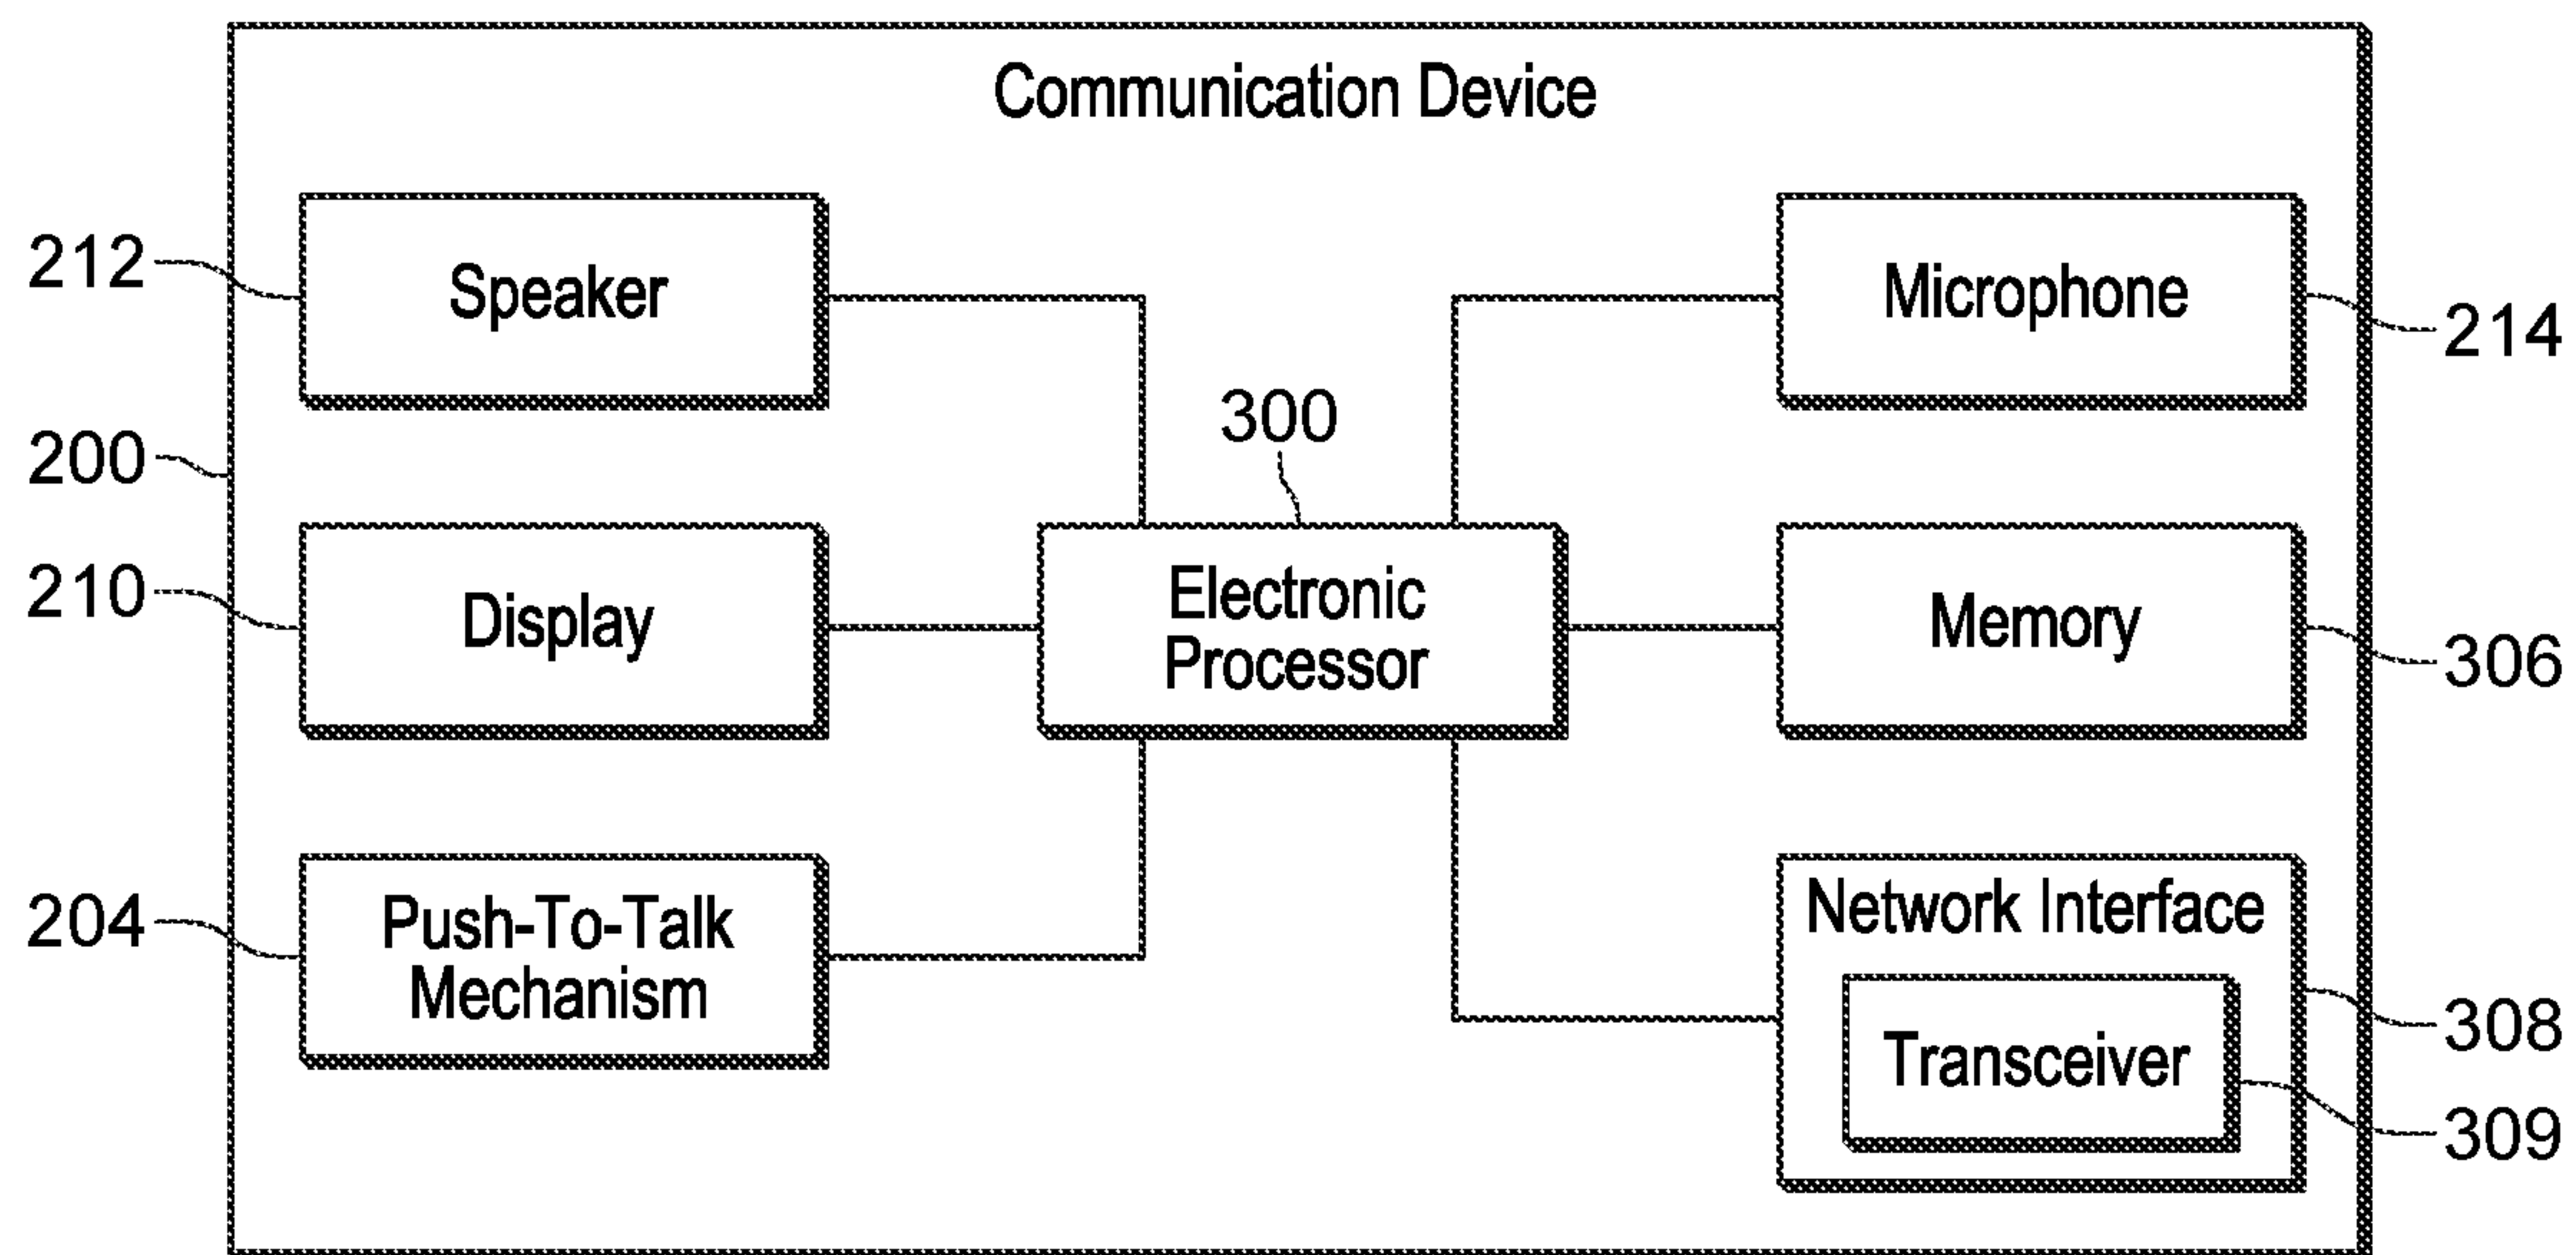 Communication Device
212
Speaker
Microphone
214
200
300
210
Display
Electronic
Processor
Memory
306
204
Push-To-Talk
Mechanism
Network Interface
308
Transceiver
309